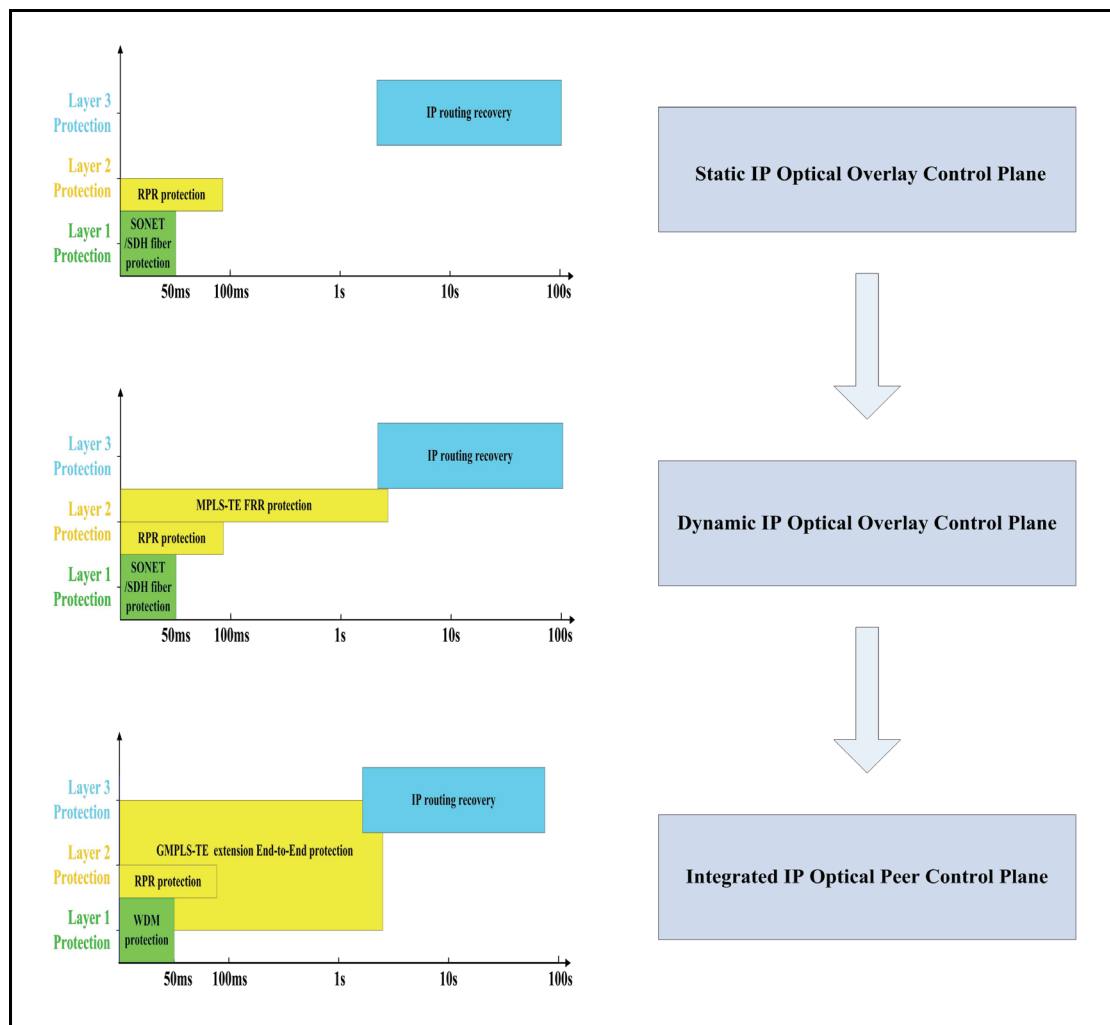 Layer 3
Protection
IP routing recovery
Layer 2
Protection
RPR protection
Layer 1
Protection
SONET
/SDH fiber
protection
50ms 100ms 1s 10s 100s
Static IP Optical Overlay Control Plane
Layer 3
Protection
IP routing recovery
Layer 2
Protection
MPLS-TE FRR protection
RPR protection
Layer 1
Protection
SONET
/SDH fiber
protection
50ms 100ms 1s 10s 100s
Dynamic IP Optical Overlay Control Plane
Layer 3
Protection
IP routing recovery
Layer 2
Protection
GMPLS-TE extension End-to-End protection
RPR protection
Layer 1
Protection
WDM
protection
50ms 100ms 1s 10s 100s
Integrated IP Optical Peer Control Plane